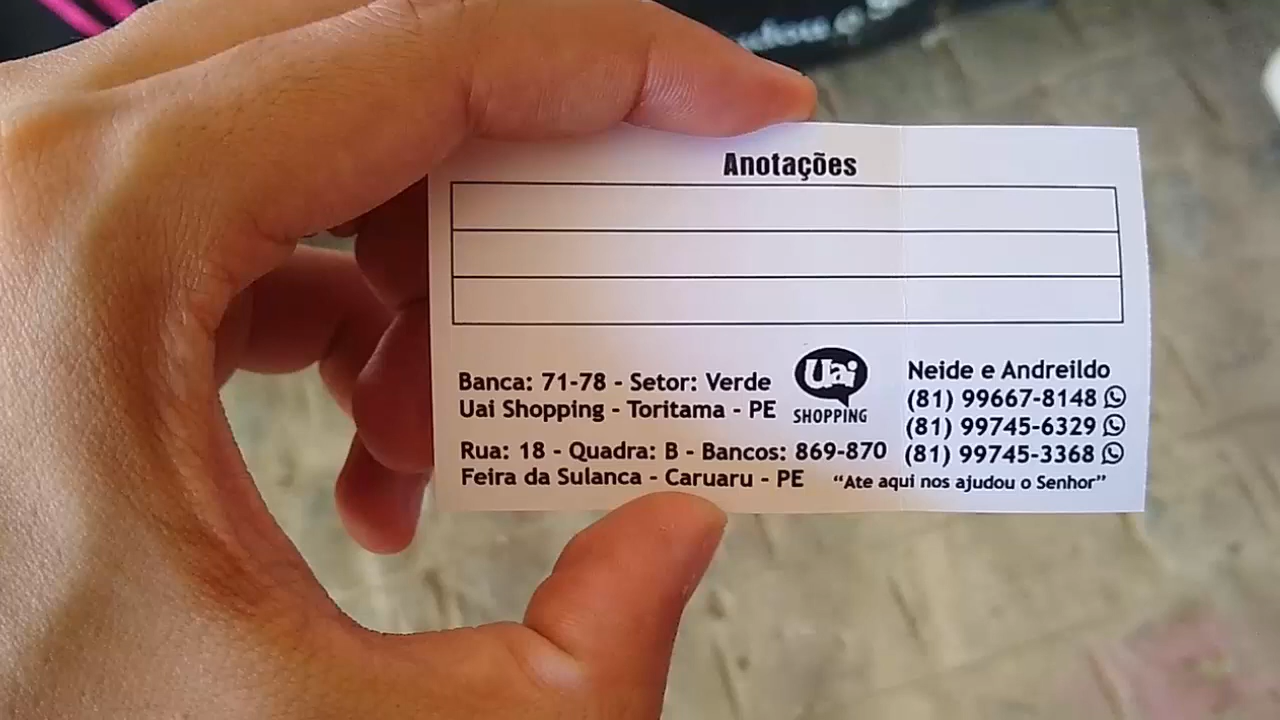 Anotações
Banca: 71-78 - Setor: Verde
Uai Shopping - Toritama - PE
Uai
SHOPPING
Rua: 18 - Quadra: B - Bancos: 869-870
Feira da Sulanca - Caruaru - PE
Neide e Andreildo
(81) 99667-8148
(81) 99745-6329
(81) 99745-3368
“Ate aqui nos ajudou o Senhor”